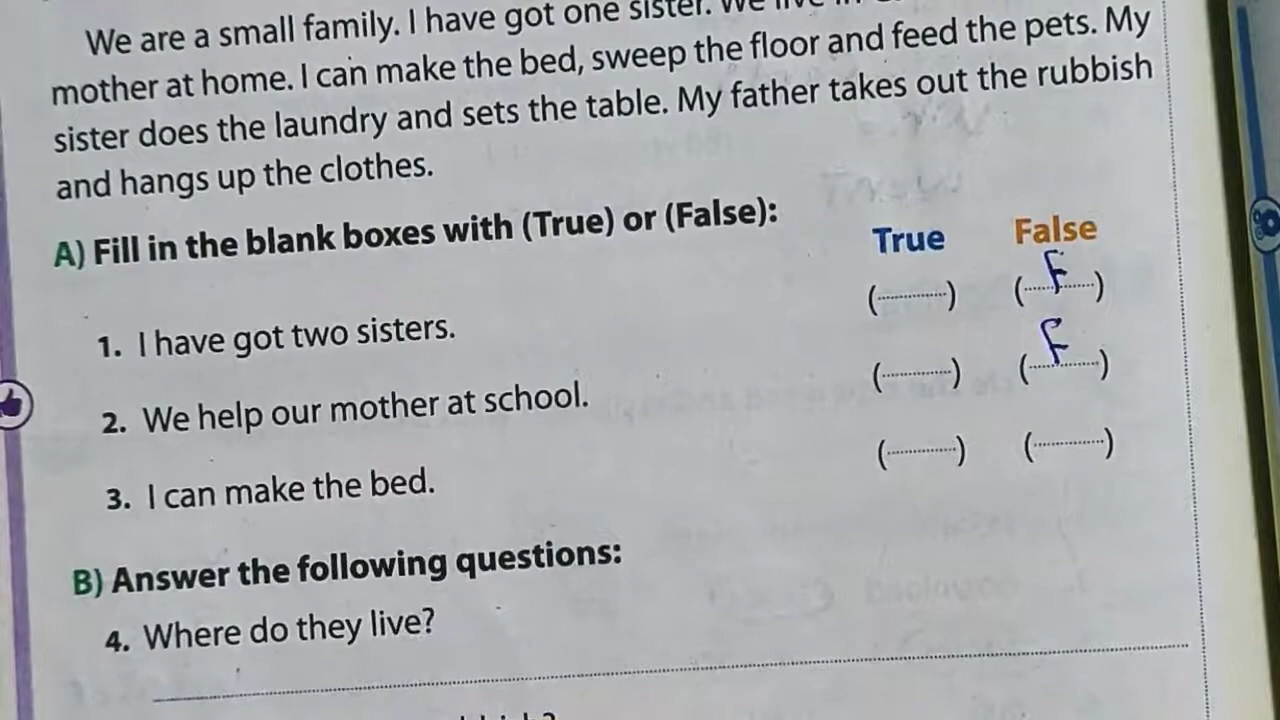 We are a small family. I have got one sister. We live in
mother at home. I can make the bed, sweep the floor and feed the pets. My
sister does the laundry and sets the table. My father takes out the rubbish
and hangs up the clothes.
A) Fill in the blank boxes with (True) or (False):
True False
1. I have got two sisters. (............) (.....F.....)
2. We help our mother at school. (............) (.....F.....)
3. I can make the bed. (............) (............)
B) Answer the following questions:
4. Where do they live?